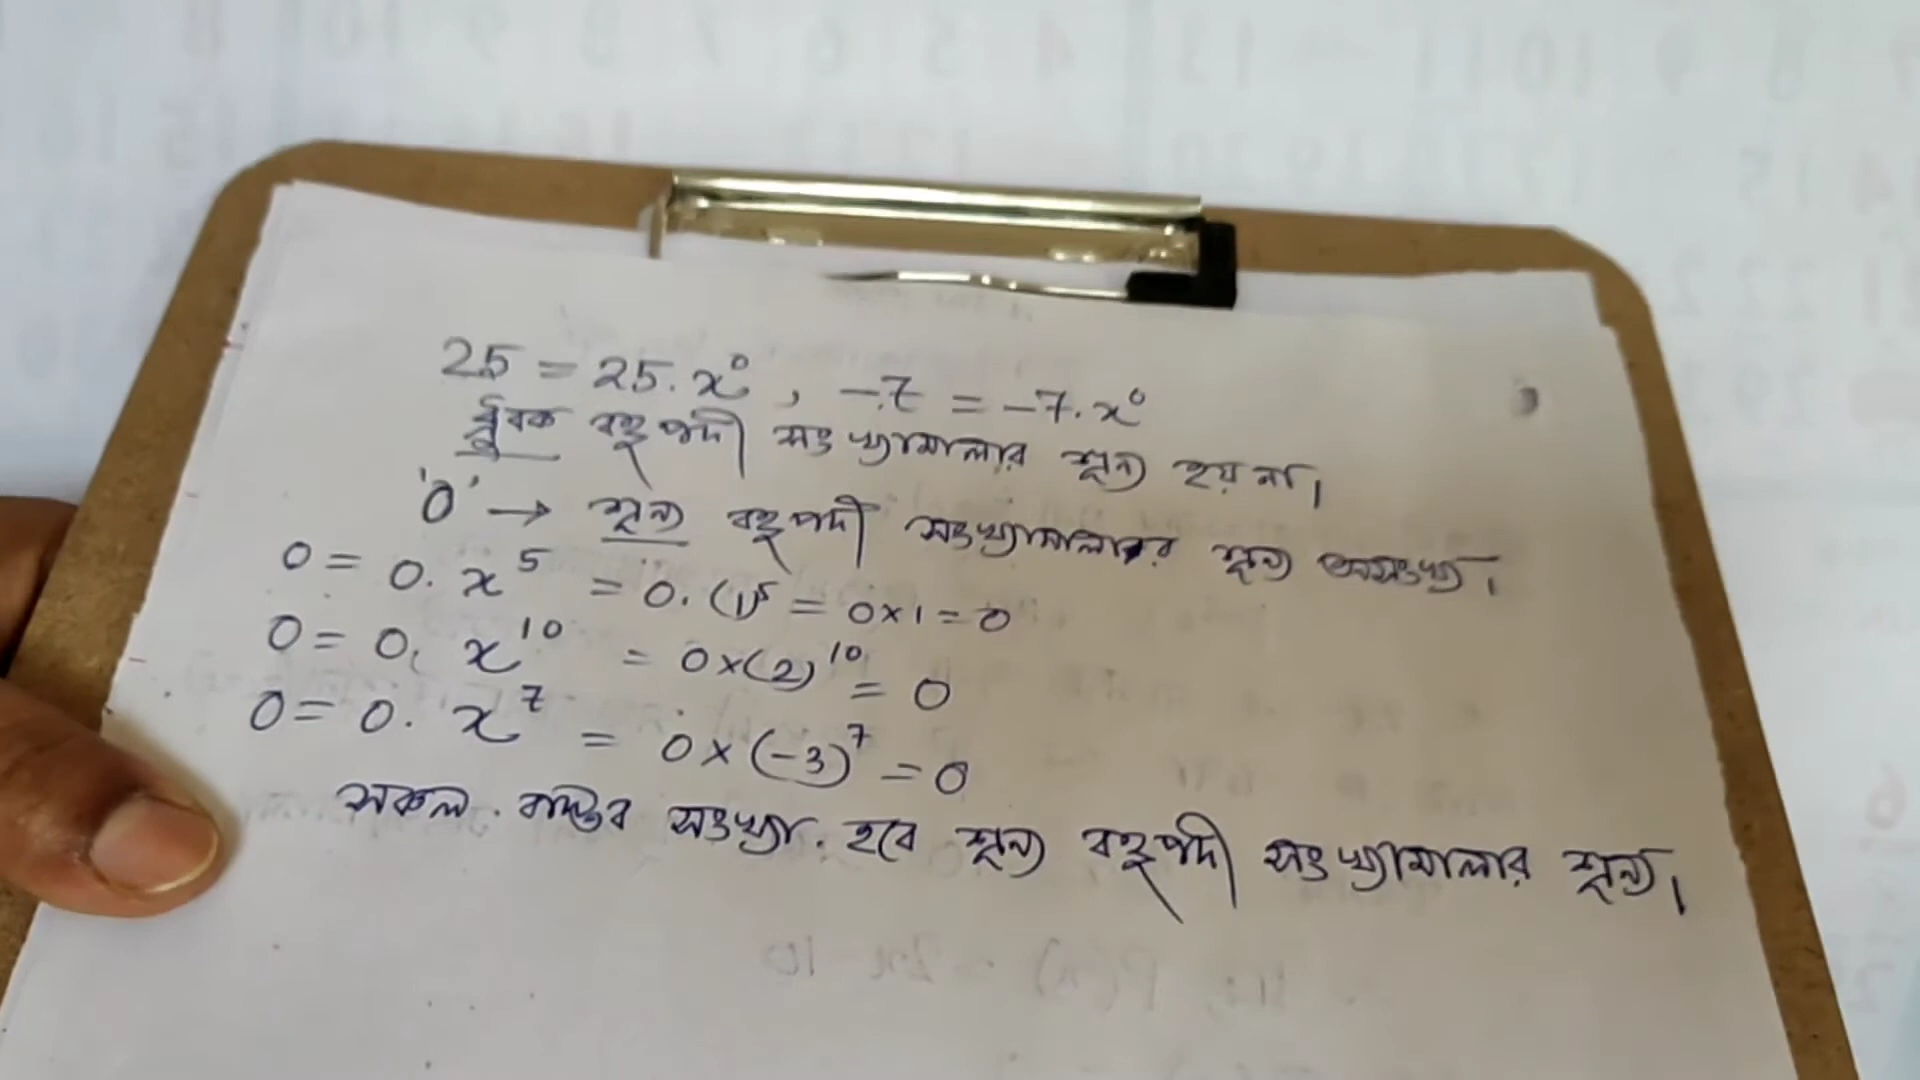 25 = 25. x⁰, -7 = -7. x⁰
ধ্রুবক বহুপদী সংখ্যামালার শূন্য হয় না।
'0' → শূন্য বহুপদী সংখ্যামালার শূন্য অসংখ্য।
0 = 0. x⁵ = 0. (1)⁵ = 0×1 = 0
0 = 0. x¹⁰ = 0×(2)¹⁰ = 0
0 = 0. x⁷ = 0×(-3)⁷ = 0
সকল বাস্তব সংখ্যা হবে শূন্য বহুপদী সংখ্যামালার শূন্য।